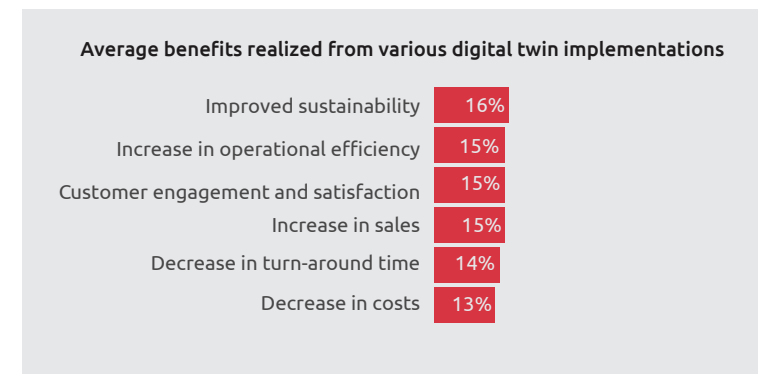 Average benefits realized from various digital twin implementations
Improved sustainability 16%
Increase in operational efficiency 15%
Customer engagement and satisfaction 15%
Increase in sales 15%
Decrease in turn-around time 14%
Decrease in costs 13%